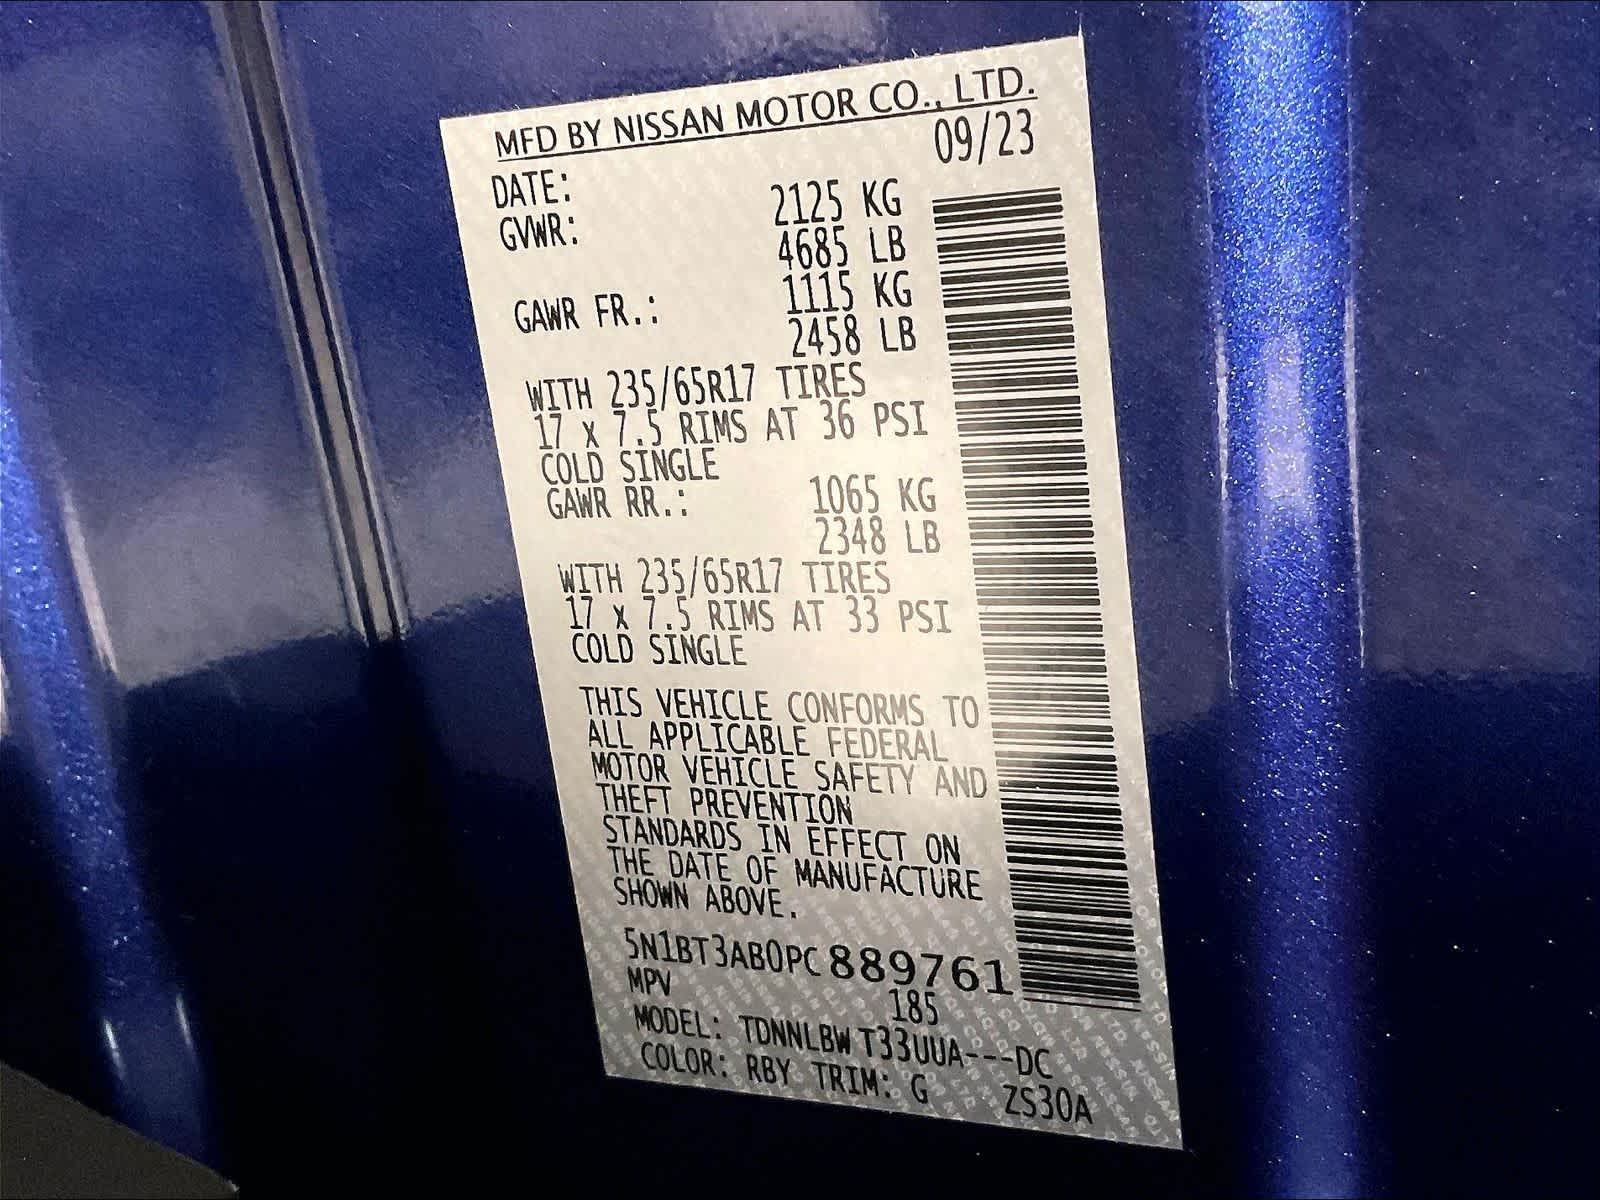 MFD BY NISSAN MOTOR CO., LTD.
DATE: 09/23
GVWR: 2125 KG
4685 LB
GAWR FR.: 1115 KG
2458 LB
WITH 235/65R17 TIRES
17 x 7.5 RIMS AT 36 PSI
COLD SINGLE
GAWR RR.: 1065 KG
2348 LB
WITH 235/65R17 TIRES
17 x 7.5 RIMS AT 33 PSI
COLD SINGLE
THIS VEHICLE CONFORMS TO
ALL APPLICABLE FEDERAL
MOTOR VEHICLE SAFETY AND
THEFT PREVENTION
STANDARDS IN EFFECT ON
THE DATE OF MANUFACTURE
SHOWN ABOVE.
5N1BT3AB0PC889761
MPV 185
MODEL: TDNNLBW T33UUA---DC
COLOR: RBY TRIM: G ZS30A